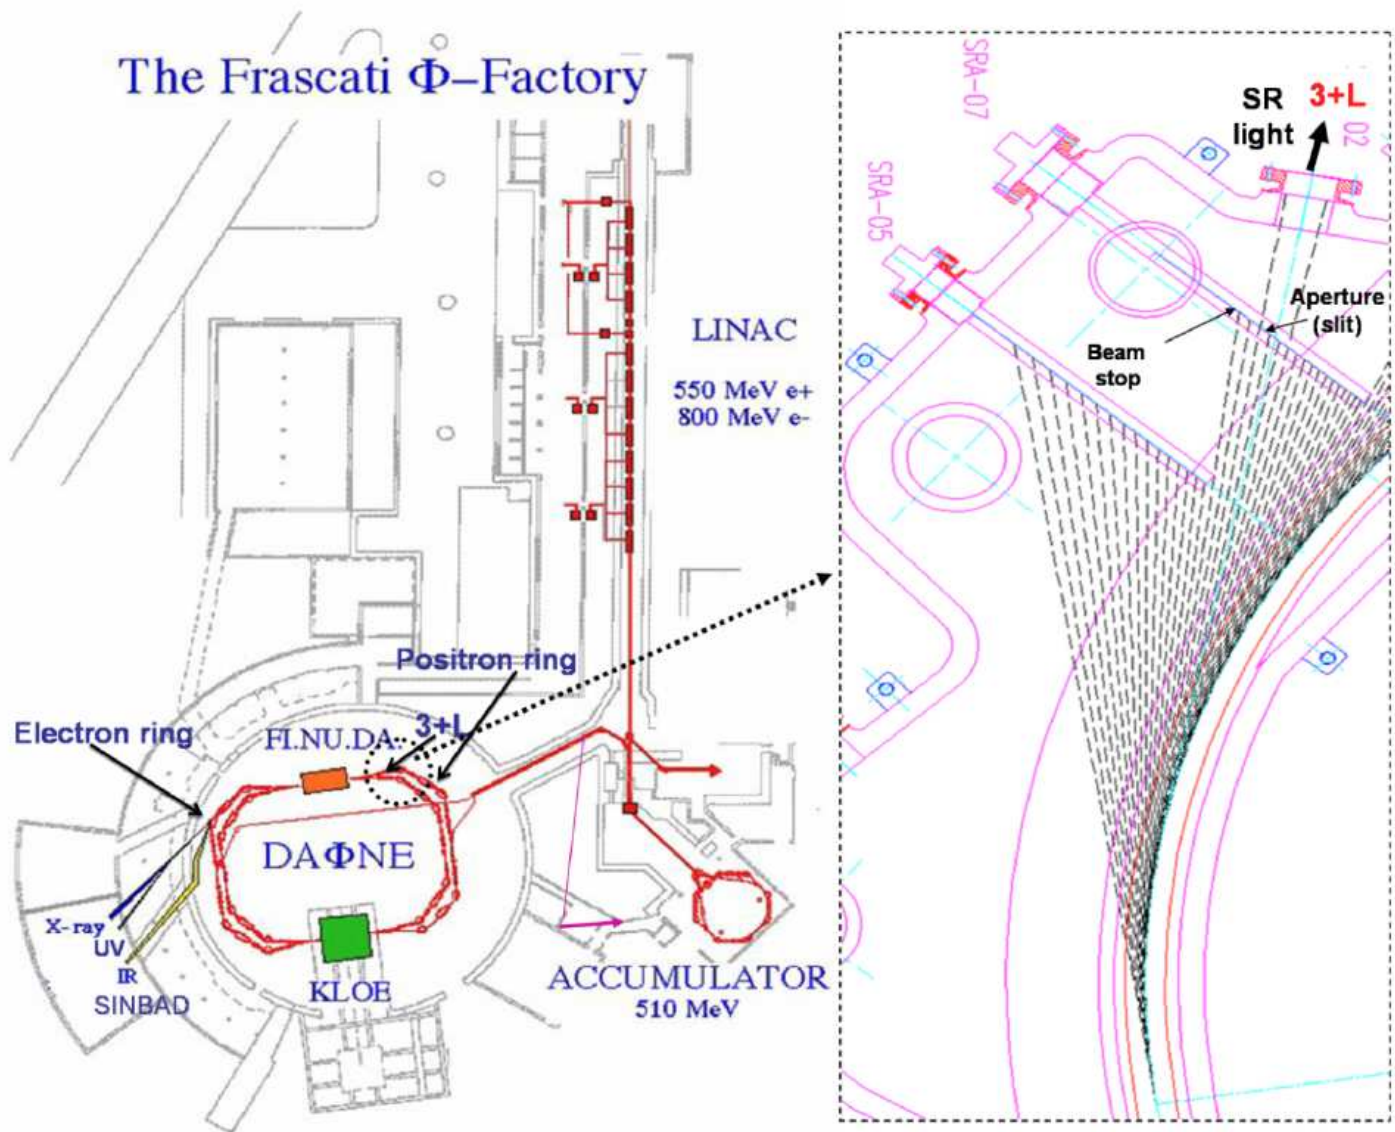 The Frascati Φ–Factory
LINAC
550 MeV e+
800 MeV e-
Positron ring
Electron ring
FI.NU.DA.
3+L
DAΦNE
X-ray
UV
IR
SINBAD
KLOE
ACCUMULATOR
510 MeV
SRA-07
SRA-05
SR
light
3+L
02
Aperture
(slit)
Beam
stop